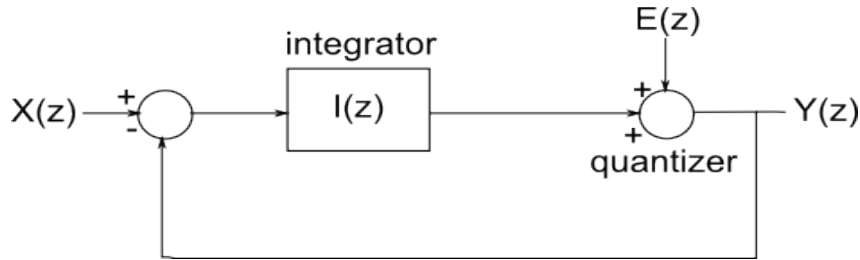 E(z)
integrator
+
+
X(z)
-
I(z)
+
Y(z)
quantizer